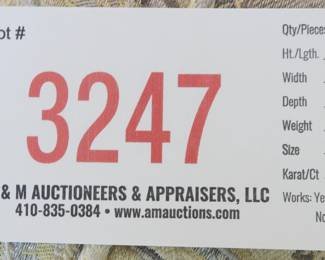 ot #
3247
& M AUCTIONEERS & APPRAISERS, LLC
410-835-0384 • www.amauctions.com
Qty/Pieces
Ht./Lgth.
Width
Depth
Weight
Size
Karat/Ct
Works: Ye
No